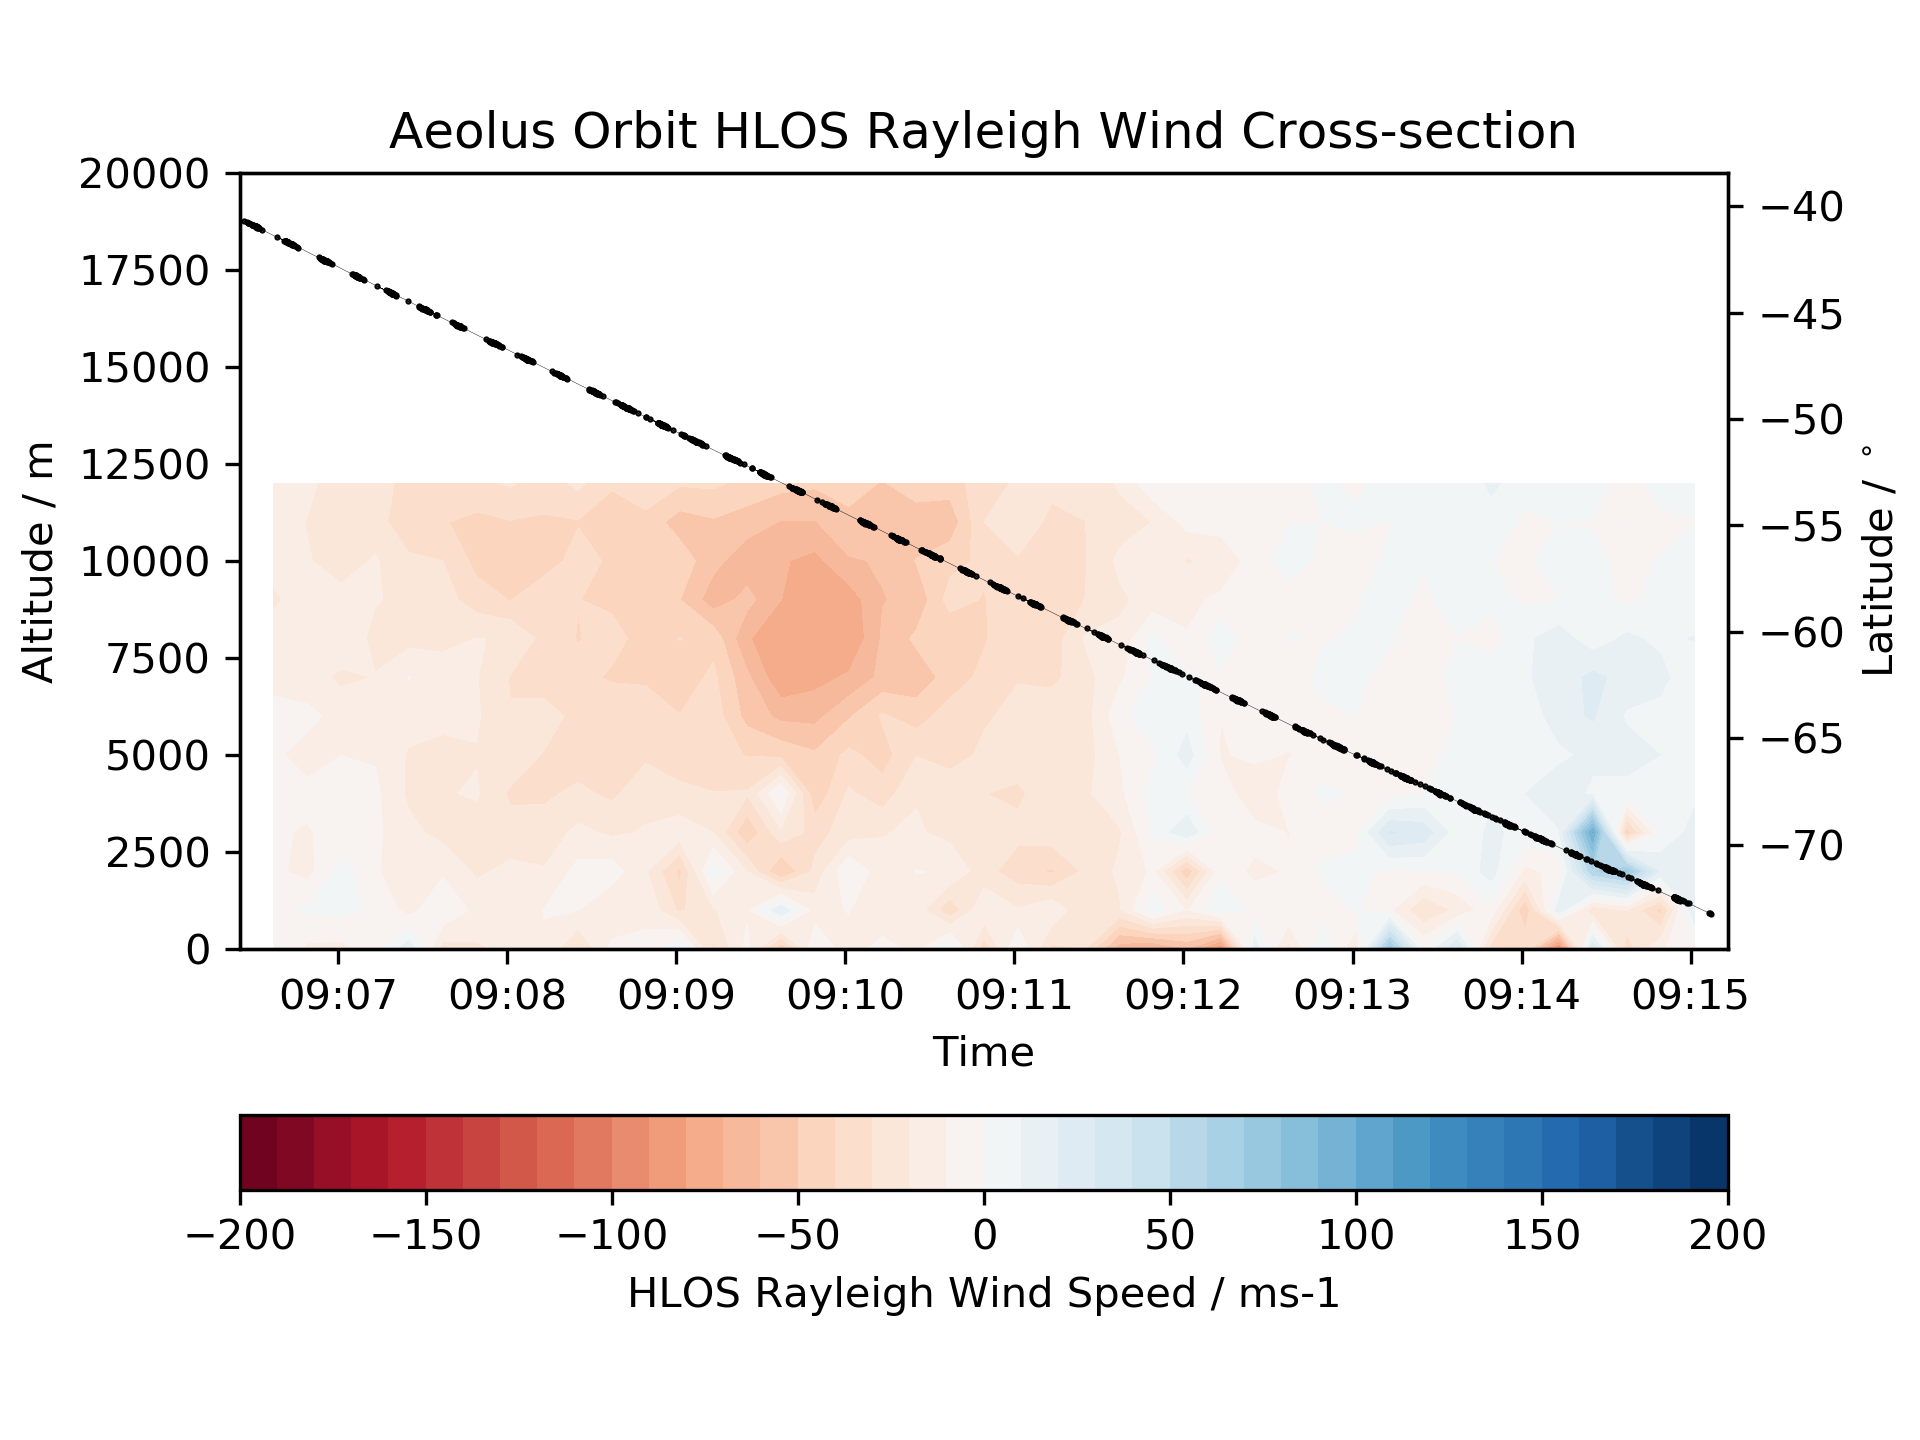 Aeolus Orbit HLOS Rayleigh Wind Cross-section
20000
17500
15000
12500
10000
7500
5000
2500
0
Altitude / m
−40
−45
−50
−55
−60
−65
−70
Latitude / °
09:07 09:08 09:09 09:10 09:11 09:12 09:13 09:14 09:15
Time
−200 −150 −100 −50 0 50 100 150 200
HLOS Rayleigh Wind Speed / ms-1